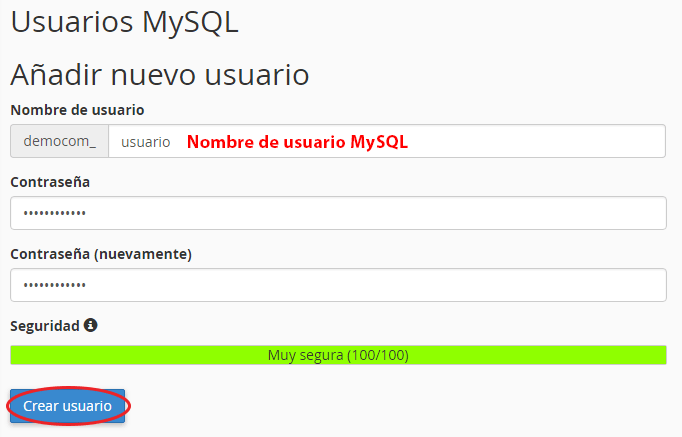 Usuarios MySQL
Añadir nuevo usuario
Nombre de usuario
democom_ usuario Nombre de usuario MySQL
Contraseña
••••••••••••
Contraseña (nuevamente)
••••••••••••
Seguridad
Muy segura (100/100)
Crear usuario